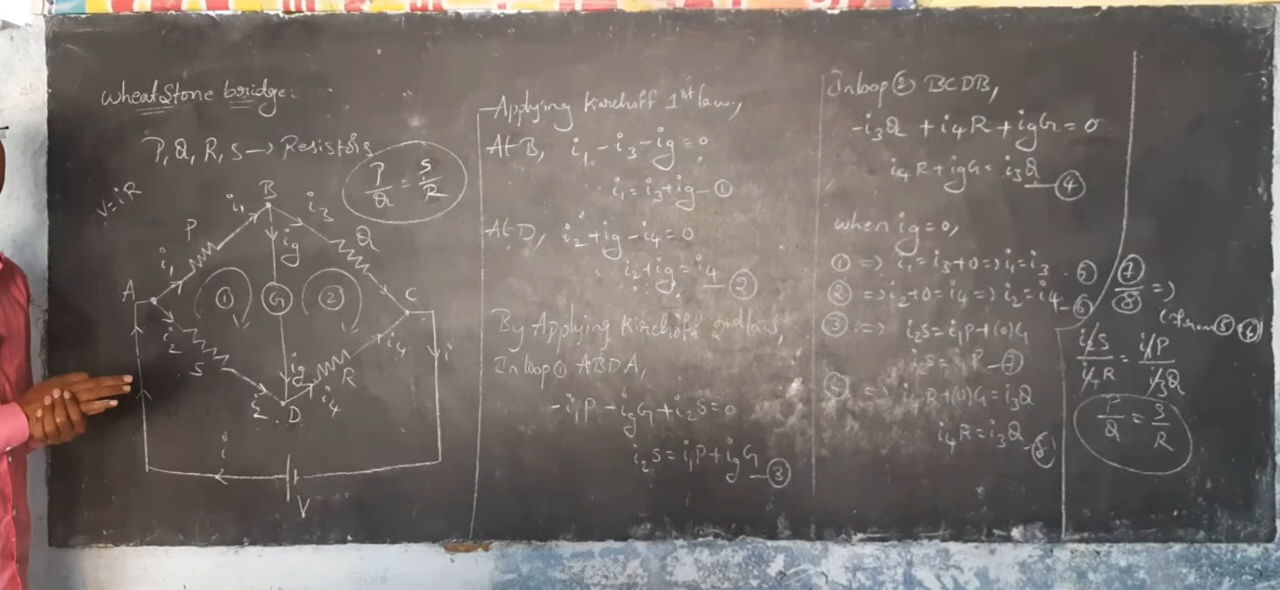 wheatStone bridge:
P, Q, R, S → Resistors
P/Q = S/R
V = iR
B
i₁ i₃
P ig Q
i₁
A ① G ② C
i₂ i₄ i
S ig R
D i₄
i
V
Applying Kirchoff 1st law,
At B, i₁ - i₃ - ig = 0
i₁ = i₃ + ig — ①
At D, i₂ + ig - i₄ = 0
i₂ + ig = i₄ — ②
By Applying Kirchoff 2nd law,
In loop ① ABDA,
-i₁P - igG + i₂S = 0
i₂S = i₁P + igG — ③
In loop ② BCDB,
-i₃Q + i₄R + igG = 0
i₄R + igG = i₃Q — ④
when ig = 0,
① => i₁ = i₃ + 0 => i₁ = i₃ - ⑤
② => i₂ + 0 = i₄ => i₂ = i₄ - ⑥
③ => i₂S = i₁P + (0)G
i₂S = R - ⑦
④ => i₄R + (0)G = i₃Q
i₄R = i₃Q - ⑧
⑦/⑧ =>
(from ⑤ ⑥)
i₂S/i₄R = i₁P/i₃Q
P/Q = S/R